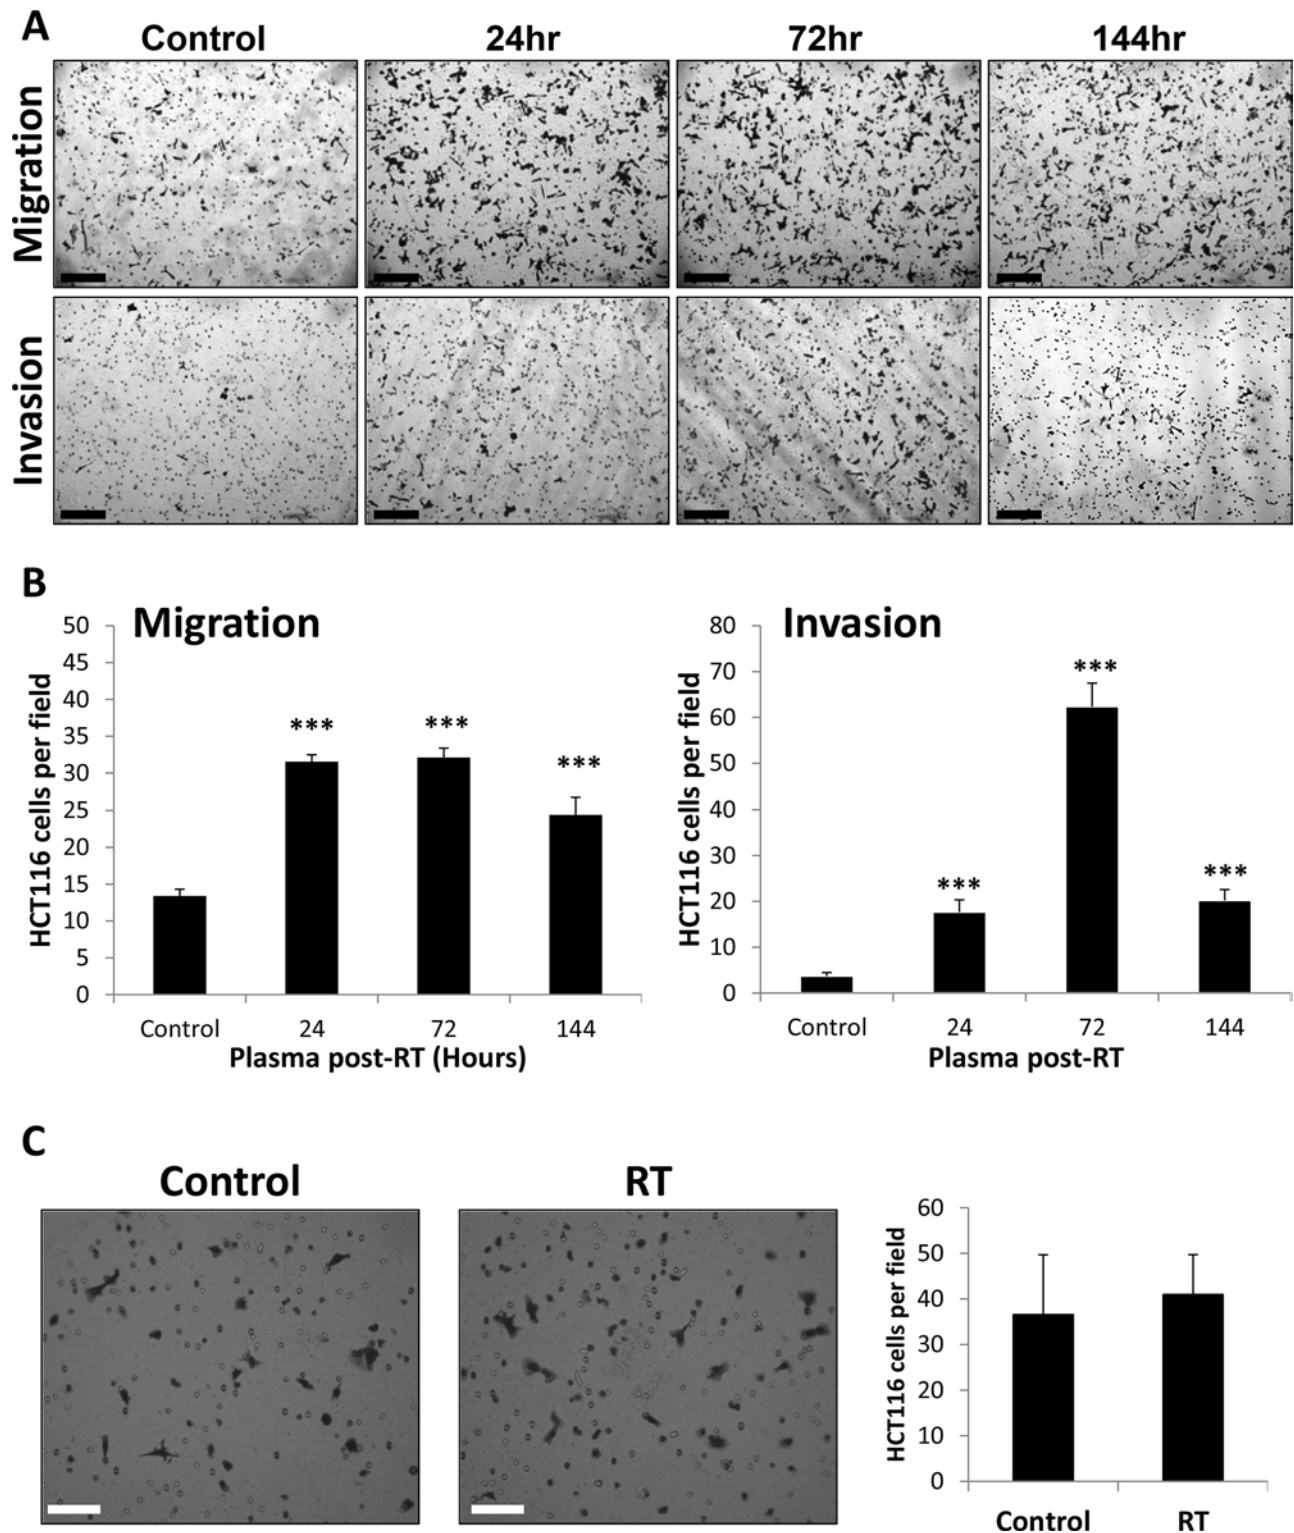 A
Control 24hr 72hr 144hr
Migration
Invasion
B
Migration
HCT116 cells per field
50
45
40
35
30
25
20
15
10
5
0
***
***
***
Control 24 72 144
Plasma post-RT (Hours)
Invasion
HCT116 cells per field
80
70
60
50
40
30
20
10
0
***
***
***
Control 24 72 144
Plasma post-RT
C
Control RT
HCT116 cells per field
60
50
40
30
20
10
0
Control RT